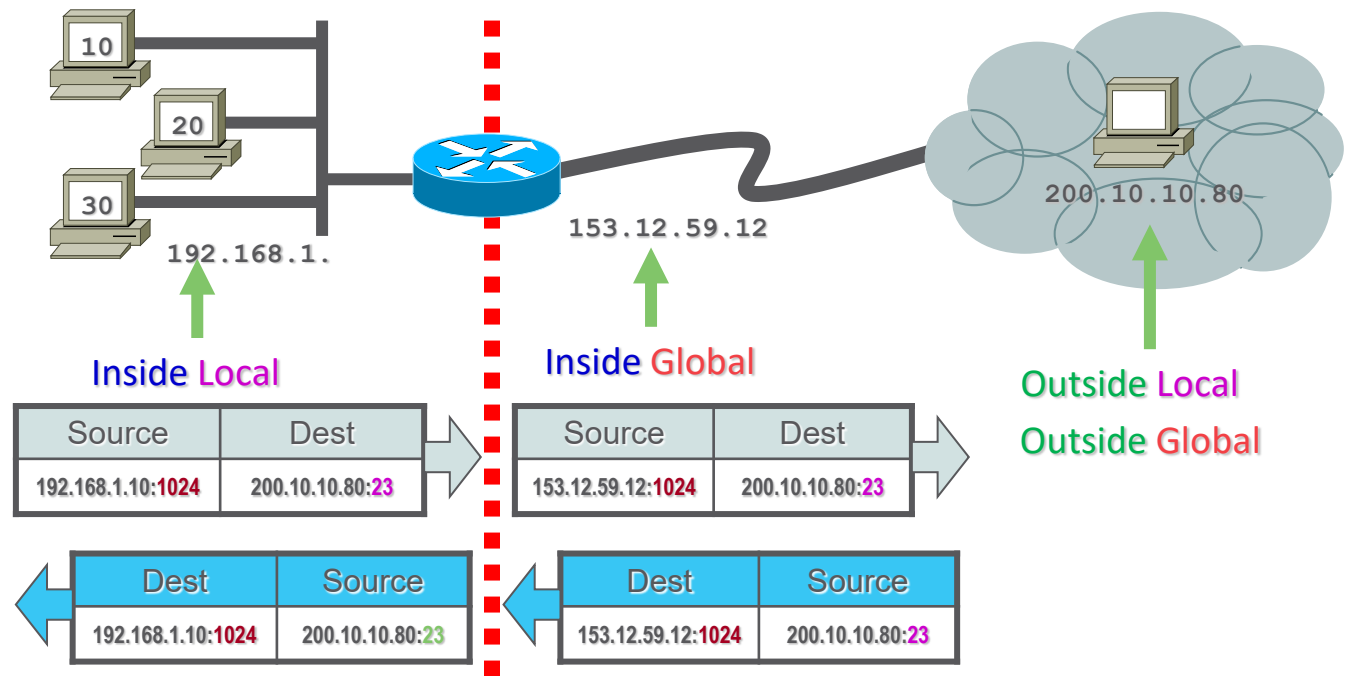 10
20
30
192.168.1.
153.12.59.12
200.10.10.80
Inside Local
Inside Global
Outside Local
Outside Global
Source Dest
192.168.1.10:1024 200.10.10.80:23
Source Dest
153.12.59.12:1024 200.10.10.80:23
Dest Source
192.168.1.10:1024 200.10.10.80:23
Dest Source
153.12.59.12:1024 200.10.10.80:23